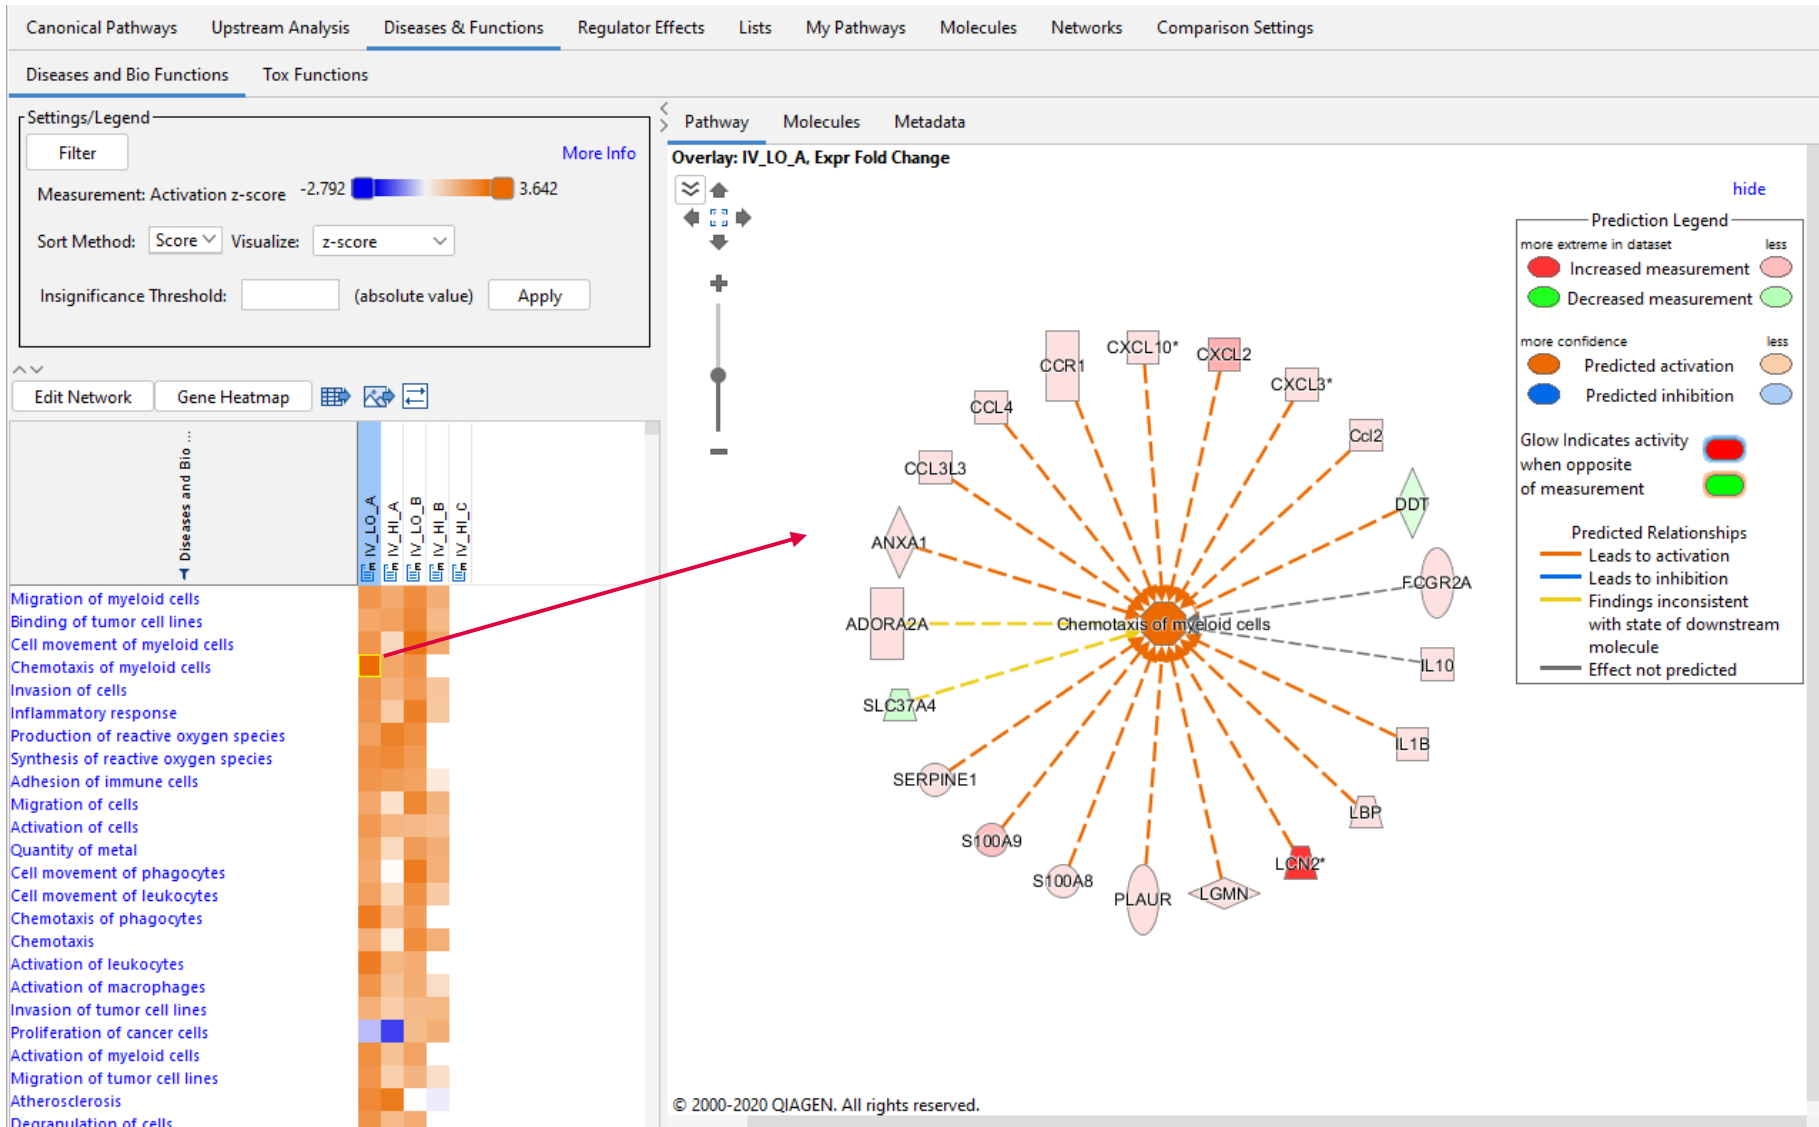 Canonical Pathways Upstream Analysis Diseases & Functions Regulator Effects Lists My Pathways Molecules Networks Comparison Settings
Diseases and Bio Functions Tox Functions
Settings/Legend
Filter
More Info
Measurement: Activation z-score -2.792 3.642
Sort Method: Score Visualize: z-score
Insignificance Threshold: (absolute value) Apply
Edit Network Gene Heatmap
Diseases and Bio ...
IV_LO_A
IV_HI_A
IV_LO_B
IV_HI_B
IV_HI_C
Migration of myeloid cells
Binding of tumor cell lines
Cell movement of myeloid cells
Chemotaxis of myeloid cells
Invasion of cells
Inflammatory response
Production of reactive oxygen species
Synthesis of reactive oxygen species
Adhesion of immune cells
Migration of cells
Activation of cells
Quantity of metal
Cell movement of phagocytes
Cell movement of leukocytes
Chemotaxis of phagocytes
Chemotaxis
Activation of leukocytes
Activation of macrophages
Invasion of tumor cell lines
Proliferation of cancer cells
Activation of myeloid cells
Migration of tumor cell lines
Atherosclerosis
Degranulation of cells
Pathway Molecules Metadata
Overlay: IV_LO_A, Expr Fold Change
hide
CXCL10*
CXCL2
CCR1
CXCL3*
CCL4
Ccl2
CCL3L3
DDT
ANXA1
FCGR2A
ADORA2A
Chemotaxis of myeloid cells
IL10
SLC37A4
IL1B
SERPINE1
LBP
S100A9
LCN2*
S100A8
LGMN
PLAUR
Prediction Legend
more extreme in dataset less
Increased measurement
Decreased measurement
more confidence less
Predicted activation
Predicted inhibition
Glow Indicates activity
when opposite
of measurement
Predicted Relationships
Leads to activation
Leads to inhibition
Findings inconsistent
with state of downstream
molecule
Effect not predicted
© 2000-2020 QIAGEN. All rights reserved.